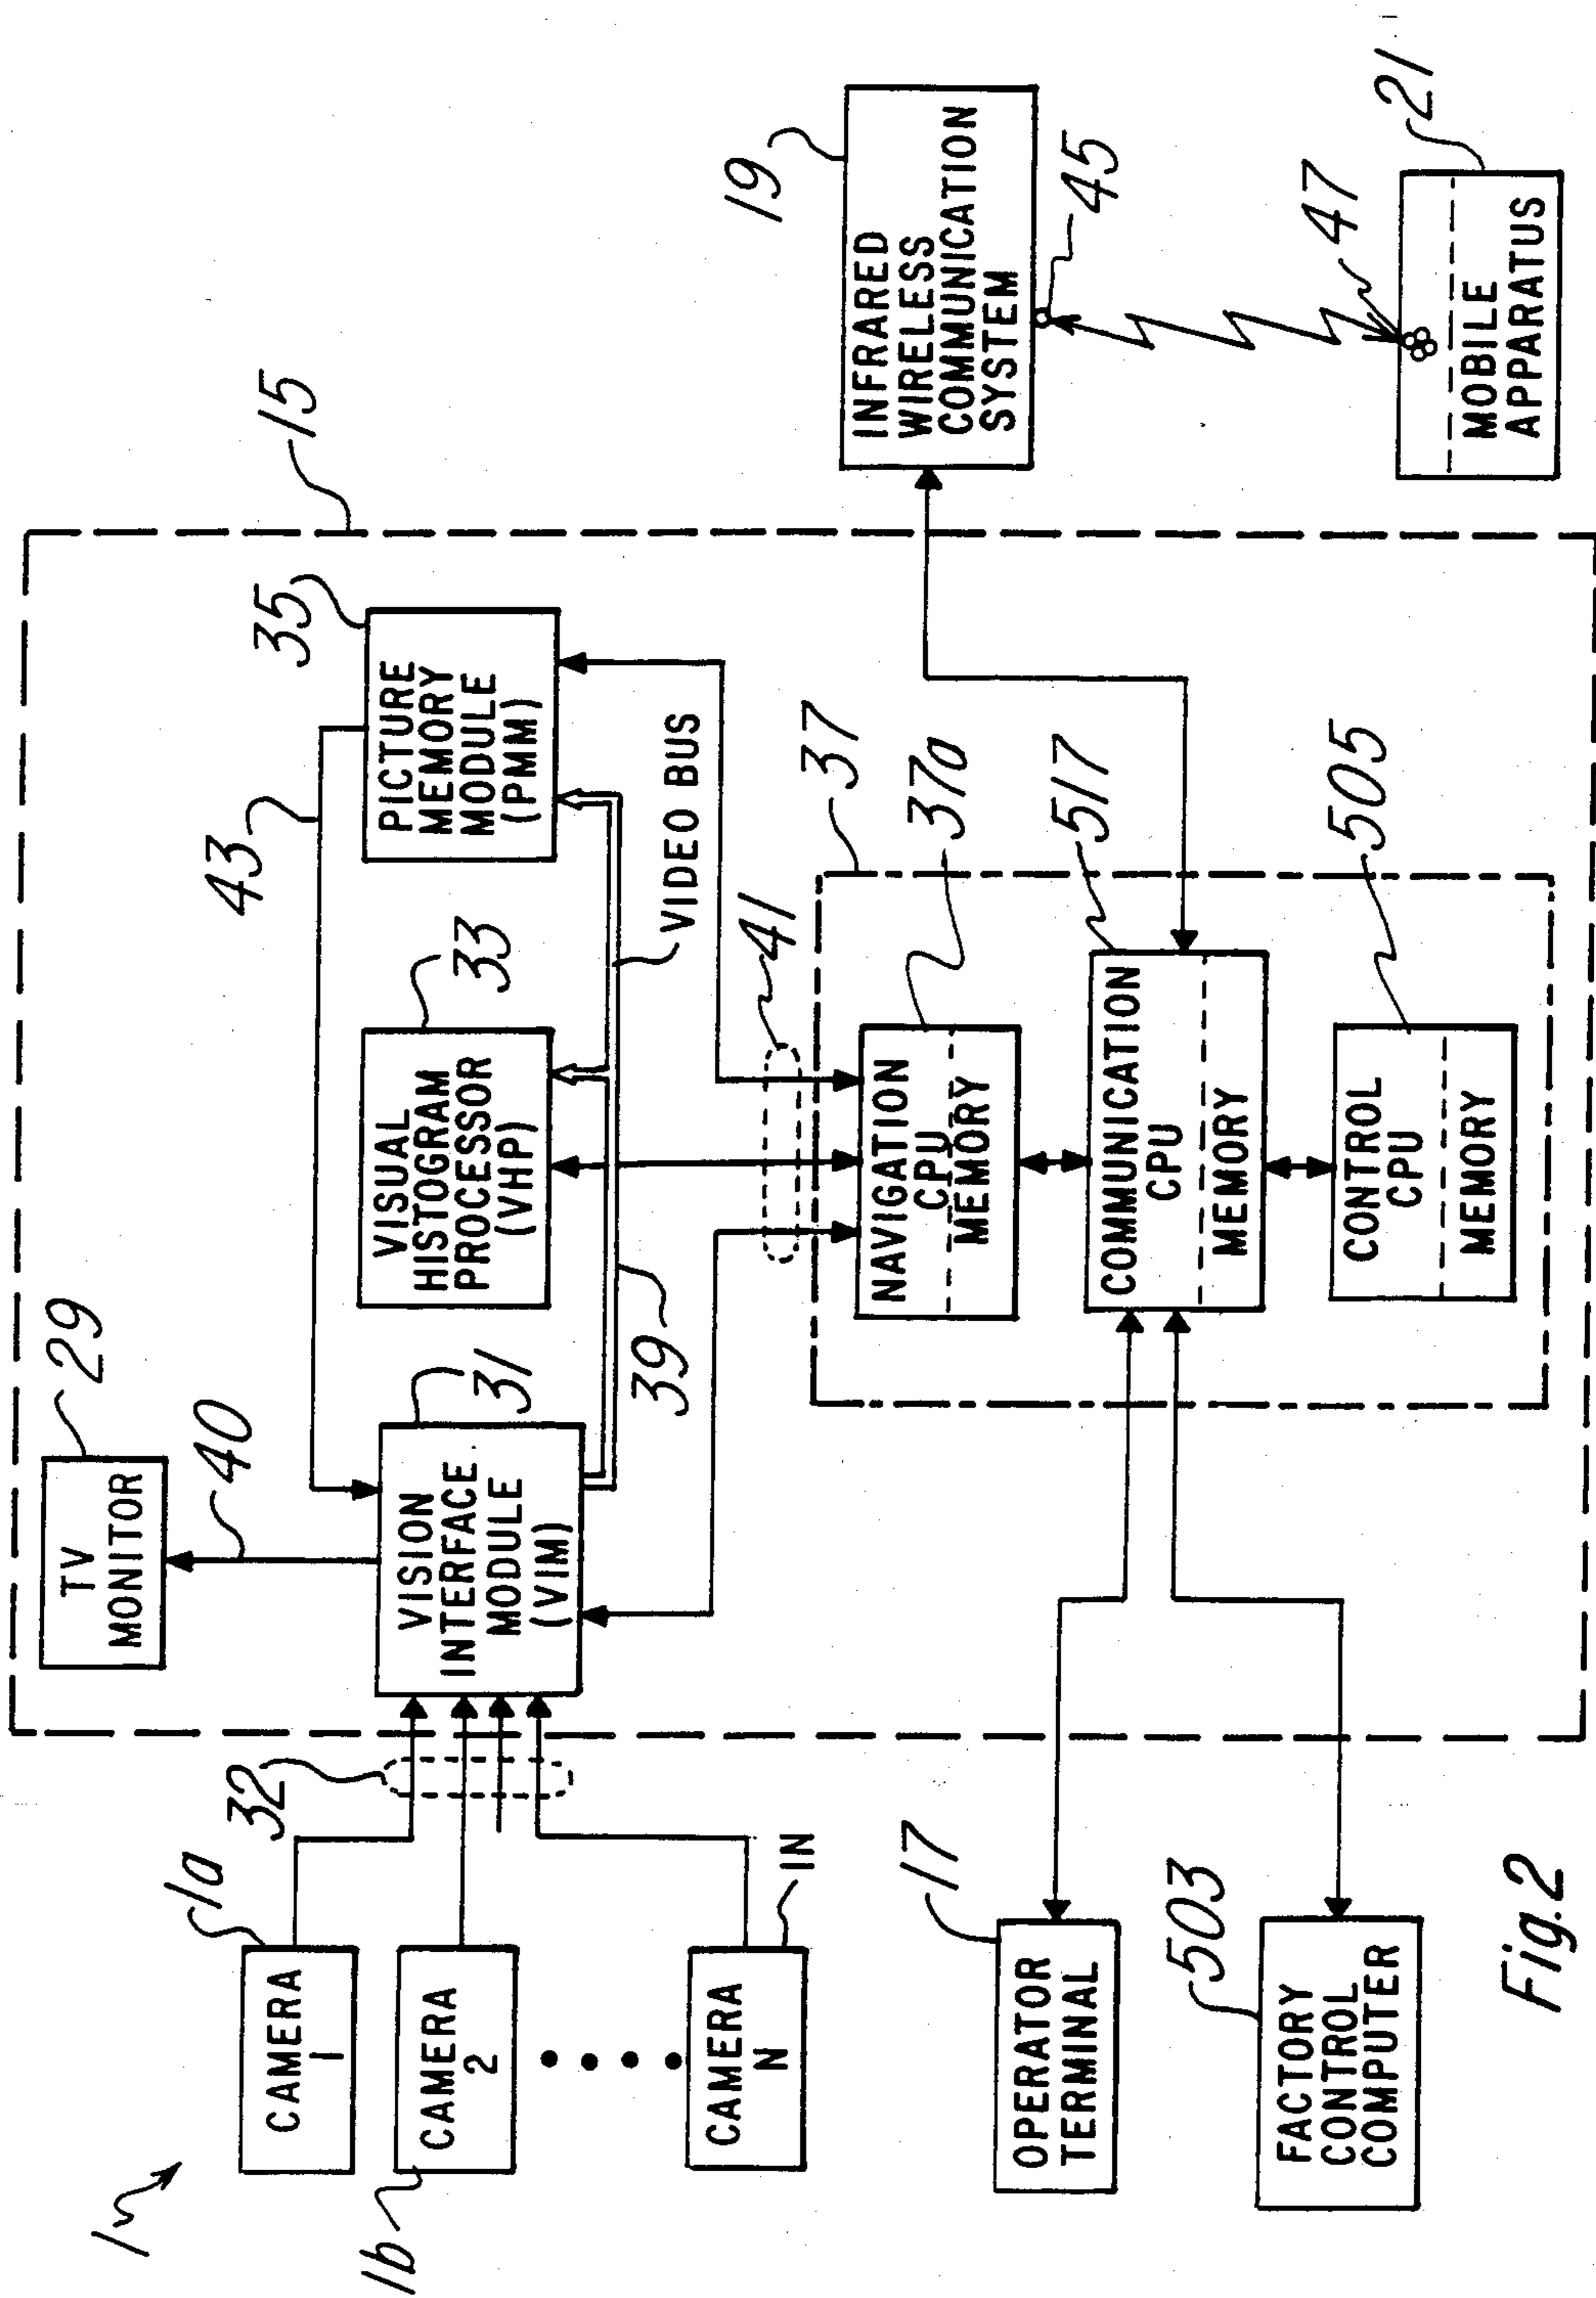 1
CAMERA
1
1a
CAMERA
2
1b
CAMERA
N
1N
32
TV
MONITOR
29
40
VISION
INTERFACE
MODULE
(VIM)
31
VISUAL
HISTOGRAM
PROCESSOR
(VHP)
33
43
PICTURE
MEMORY
MODULE
(PMM)
35
15
39
VIDEO BUS
41
37
NAVIGATION
CPU
MEMORY
37a
COMMUNICATION
CPU
MEMORY
517
CONTROL
CPU
MEMORY
505
OPERATOR
TERMINAL
17
FACTORY
CONTROL
COMPUTER
503
INFRARED
WIRELESS
COMMUNICATION
SYSTEM
19
45
47
MOBILE
APPARATUS
21
Fig.2